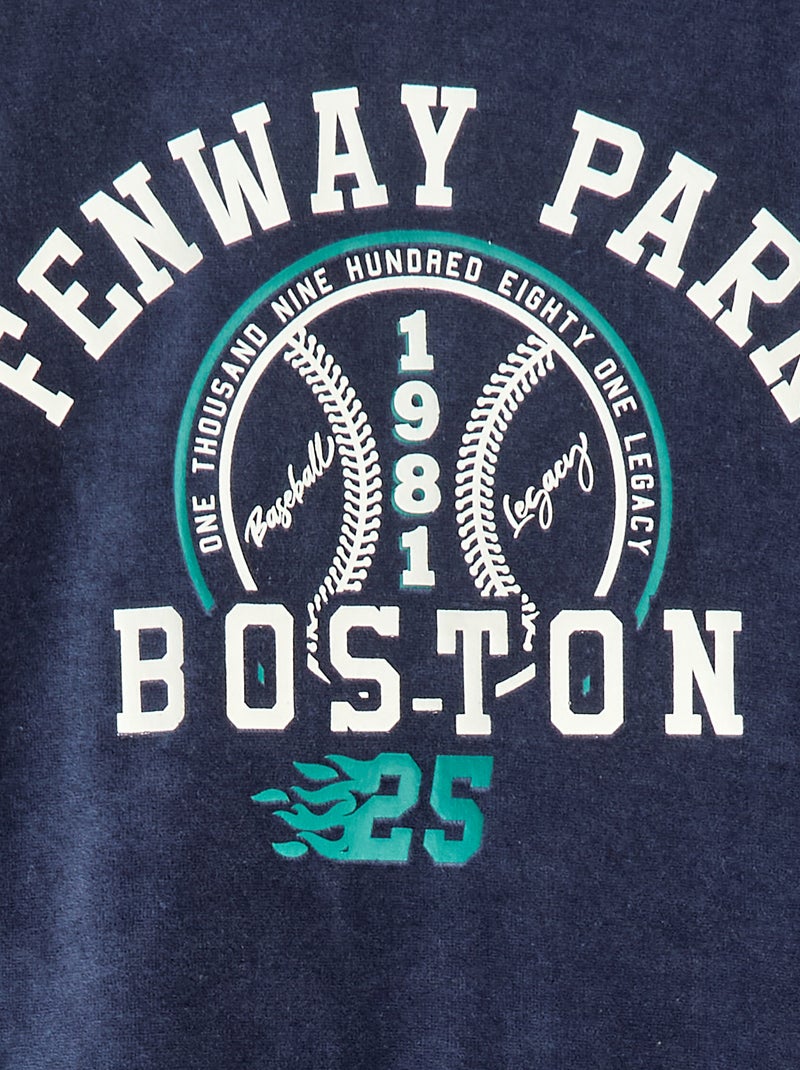 FENWAY PARK
ONE THOUSAND NINE HUNDRED EIGHTY ONE LEGACY
1981
Baseball
Legacy
BOSTON
25